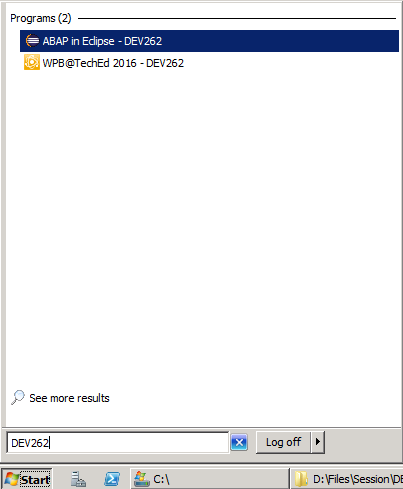 Programs (2)
ABAP in Eclipse - DEV262
WPB@TechEd 2016 - DEV262
See more results
DEV262
Log off
Start
C:\
D:\Files\Session\DE